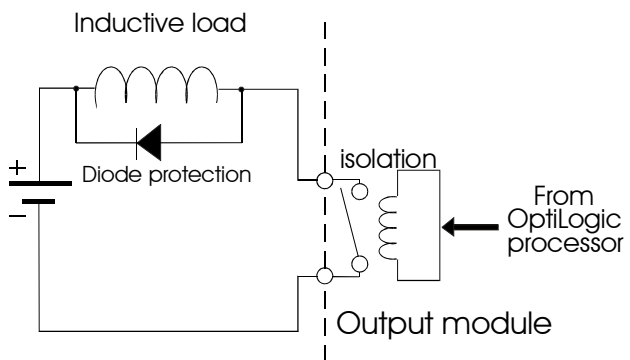 Inductive load
Diode protection
+
−
isolation
From
OptiLogic
processor
Output module